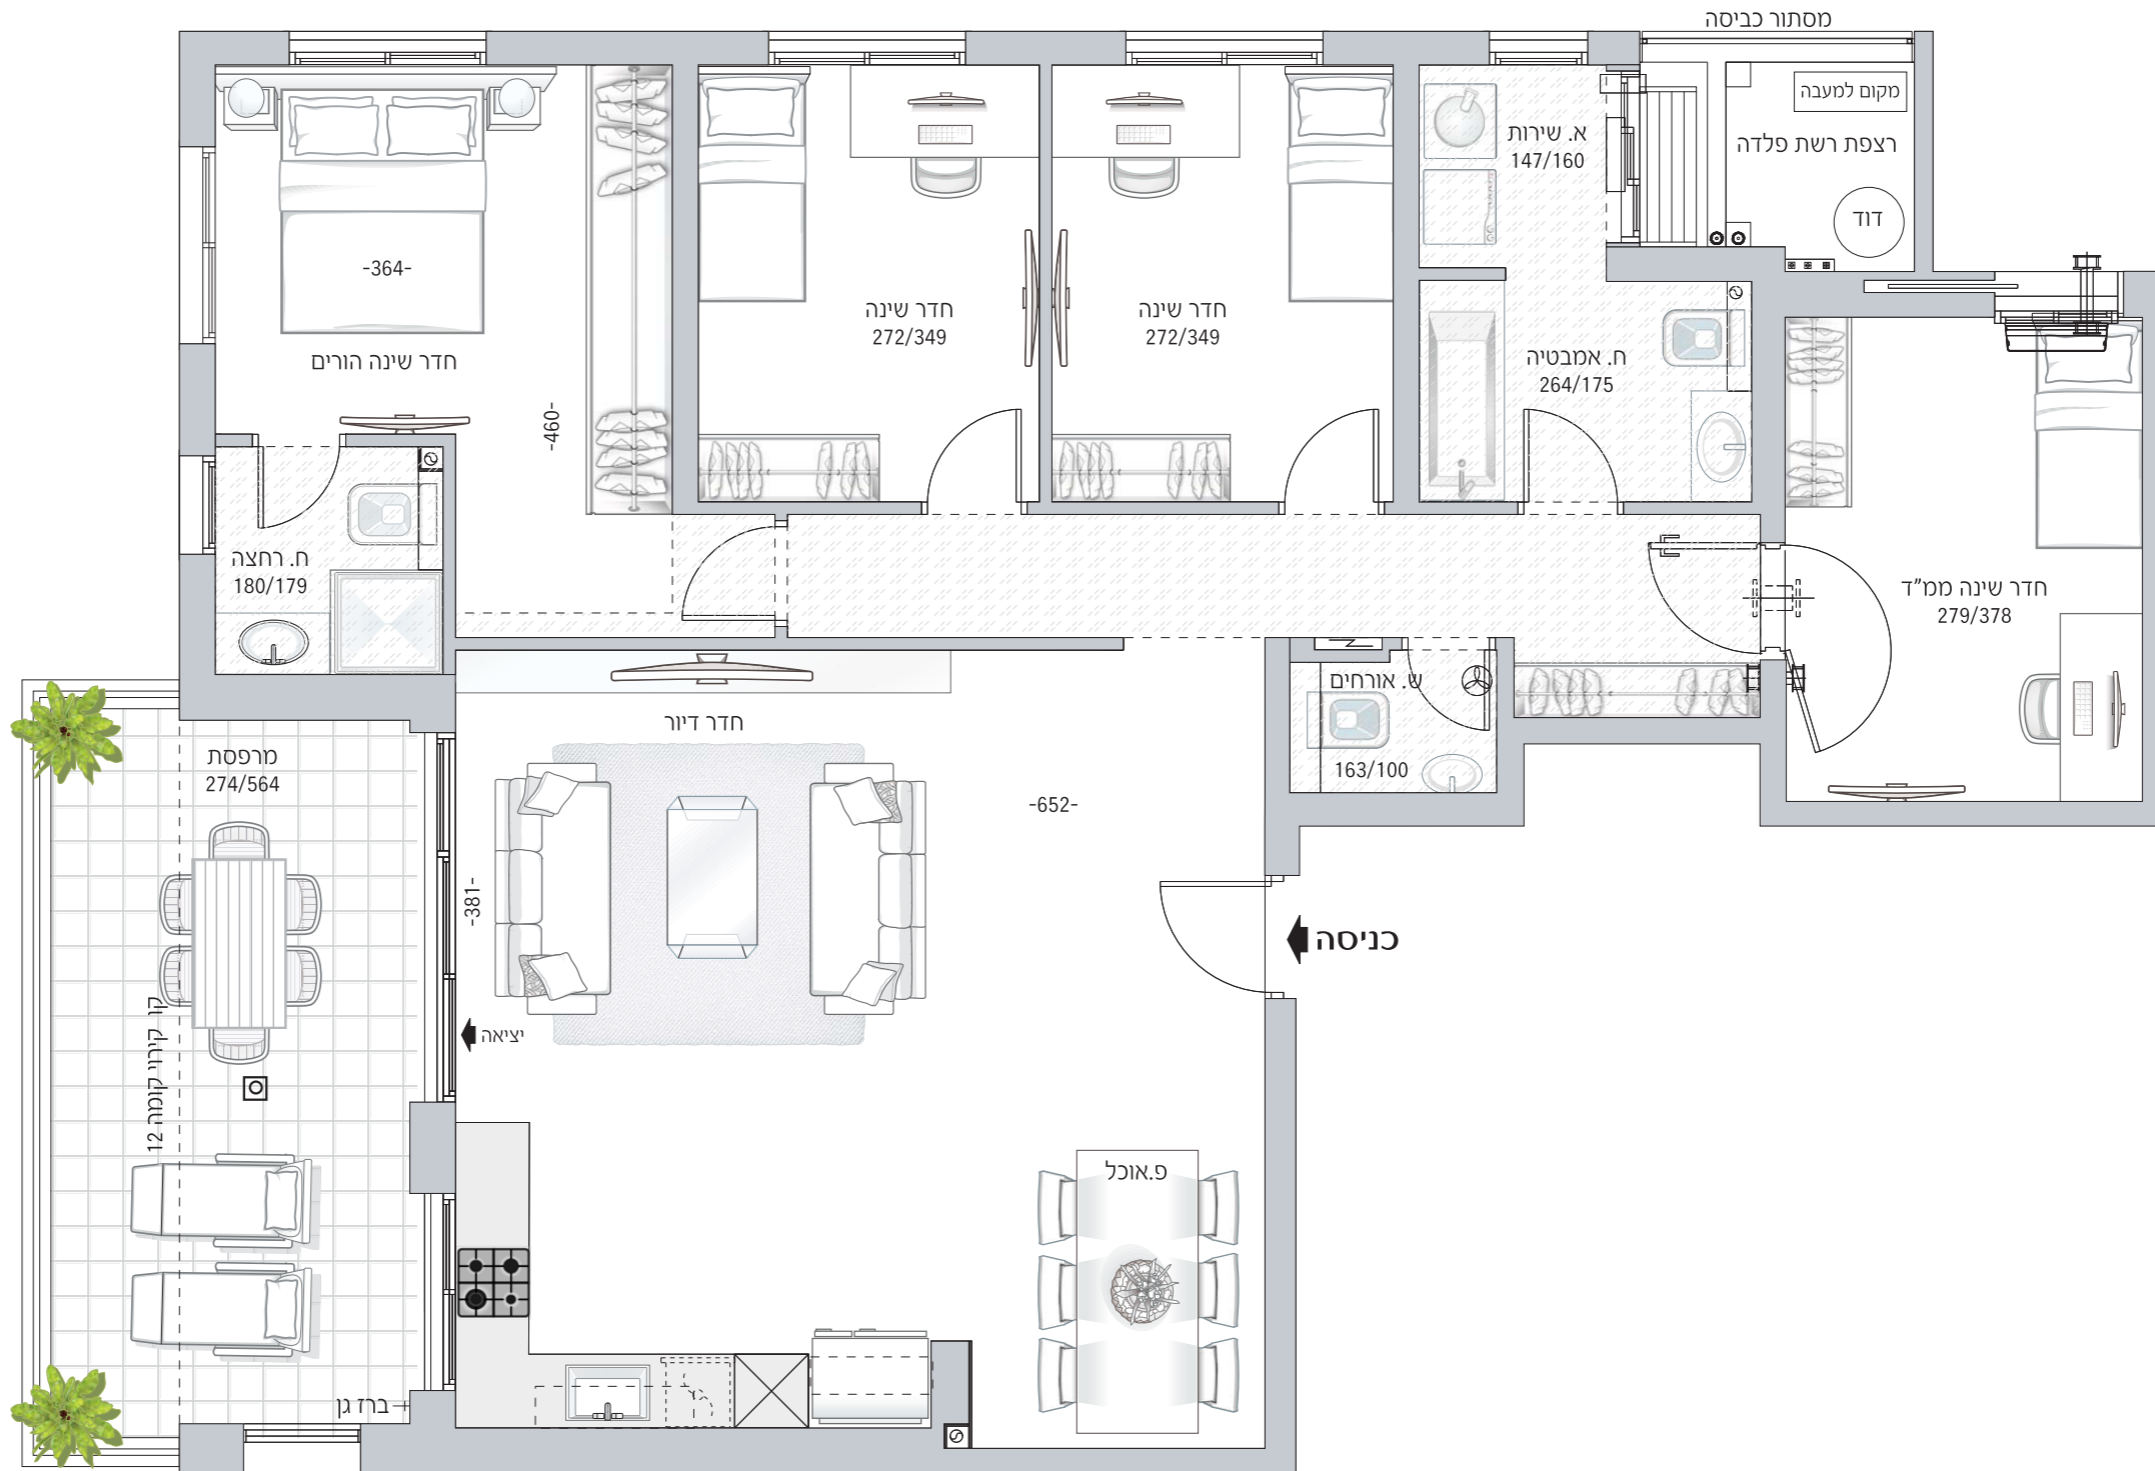 מסתור כביסה
מקום למעבה
רצפת רשת פלדה
דוד
א. שירות
147/160
-364-
חדר שינה הורים
-460-
חדר שינה
272/349
חדר שינה
272/349
ח. אמבטיה
264/175
ח. רחצה
180/179
חדר שינה ממ"ד
279/378
ש. אורחים
163/100
חדר דיור
מרפסת
274/564
-652-
-381-
כניסה
יציאה
קו קירוי קומה 12
פ.אוכל
ברז גן